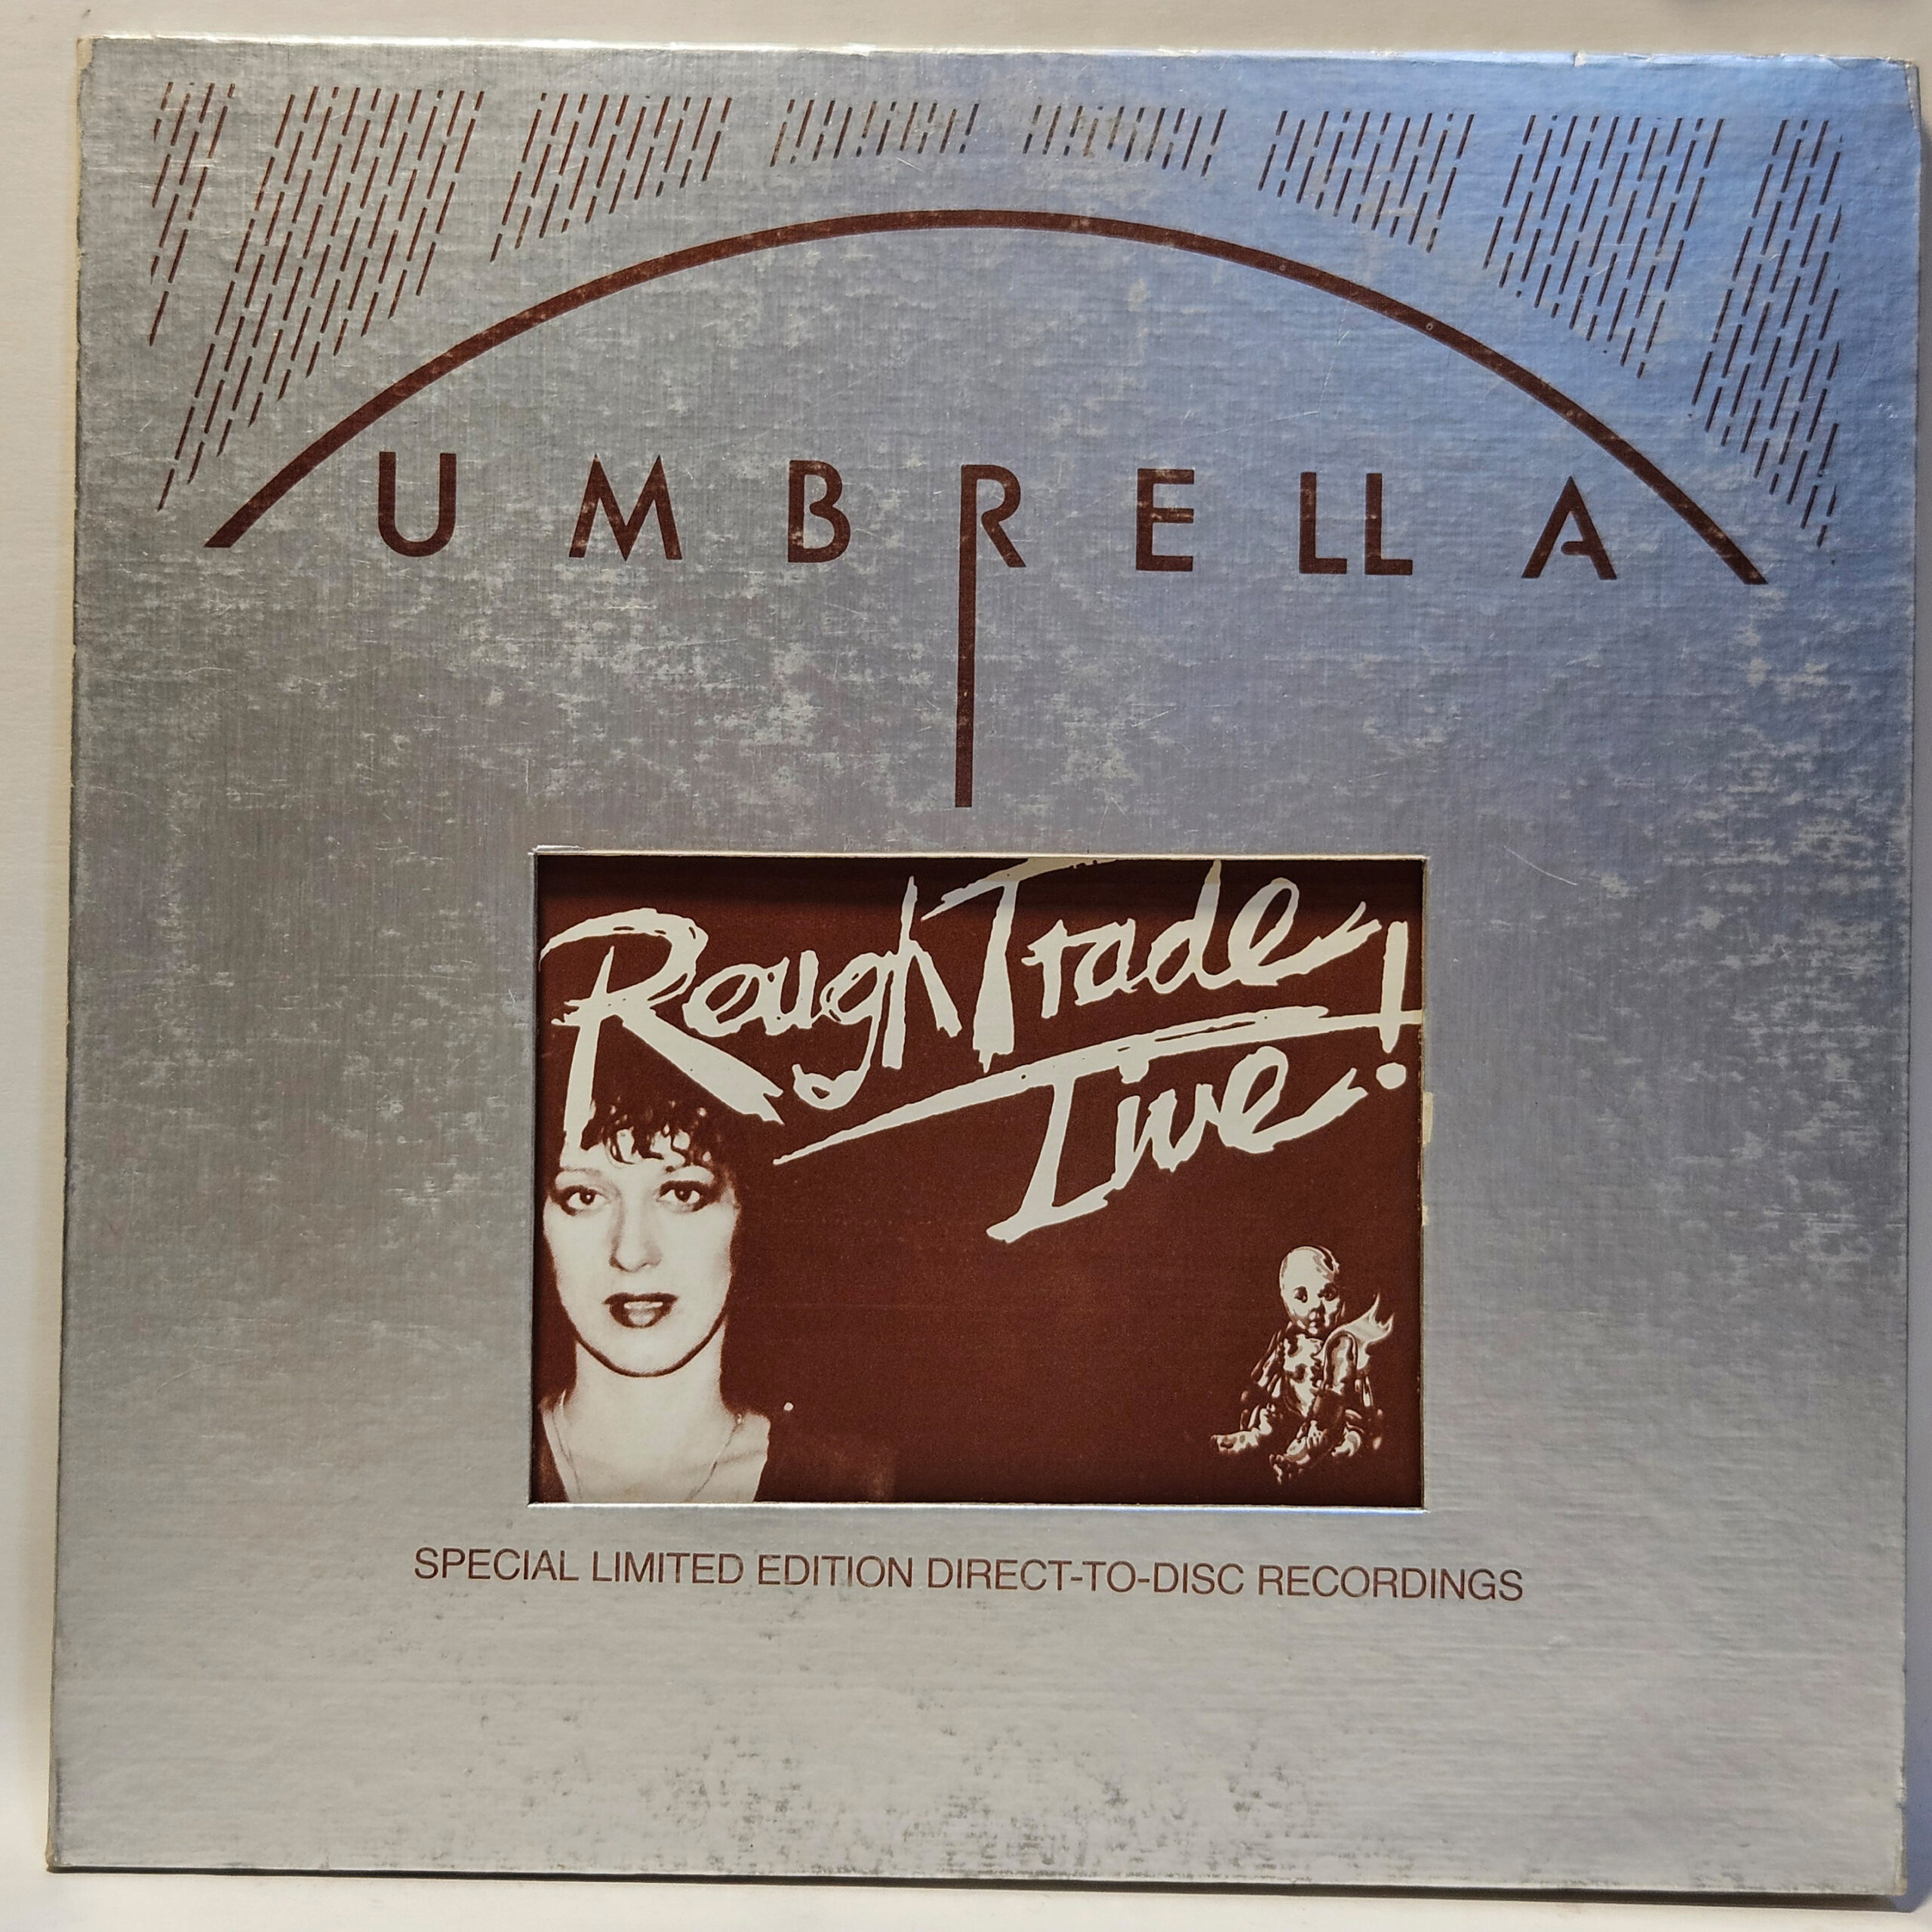 UMBRELLA
Rough Trade
Live!
SPECIAL LIMITED EDITION DIRECT-TO-DISC RECORDINGS